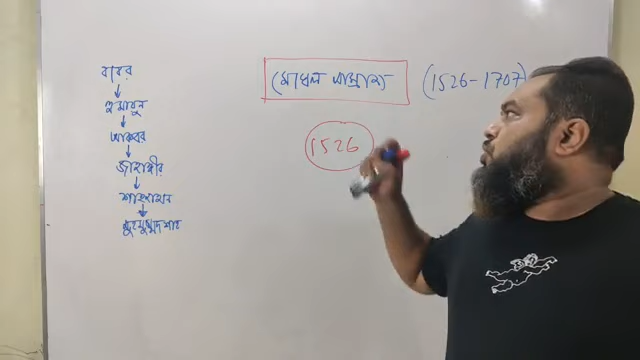 বাবর
হুমায়ুন
আকবর
জাহাঙ্গীর
শাহজাহান
মোঘল সাম্রাজ্য
(1526-1707)
1526